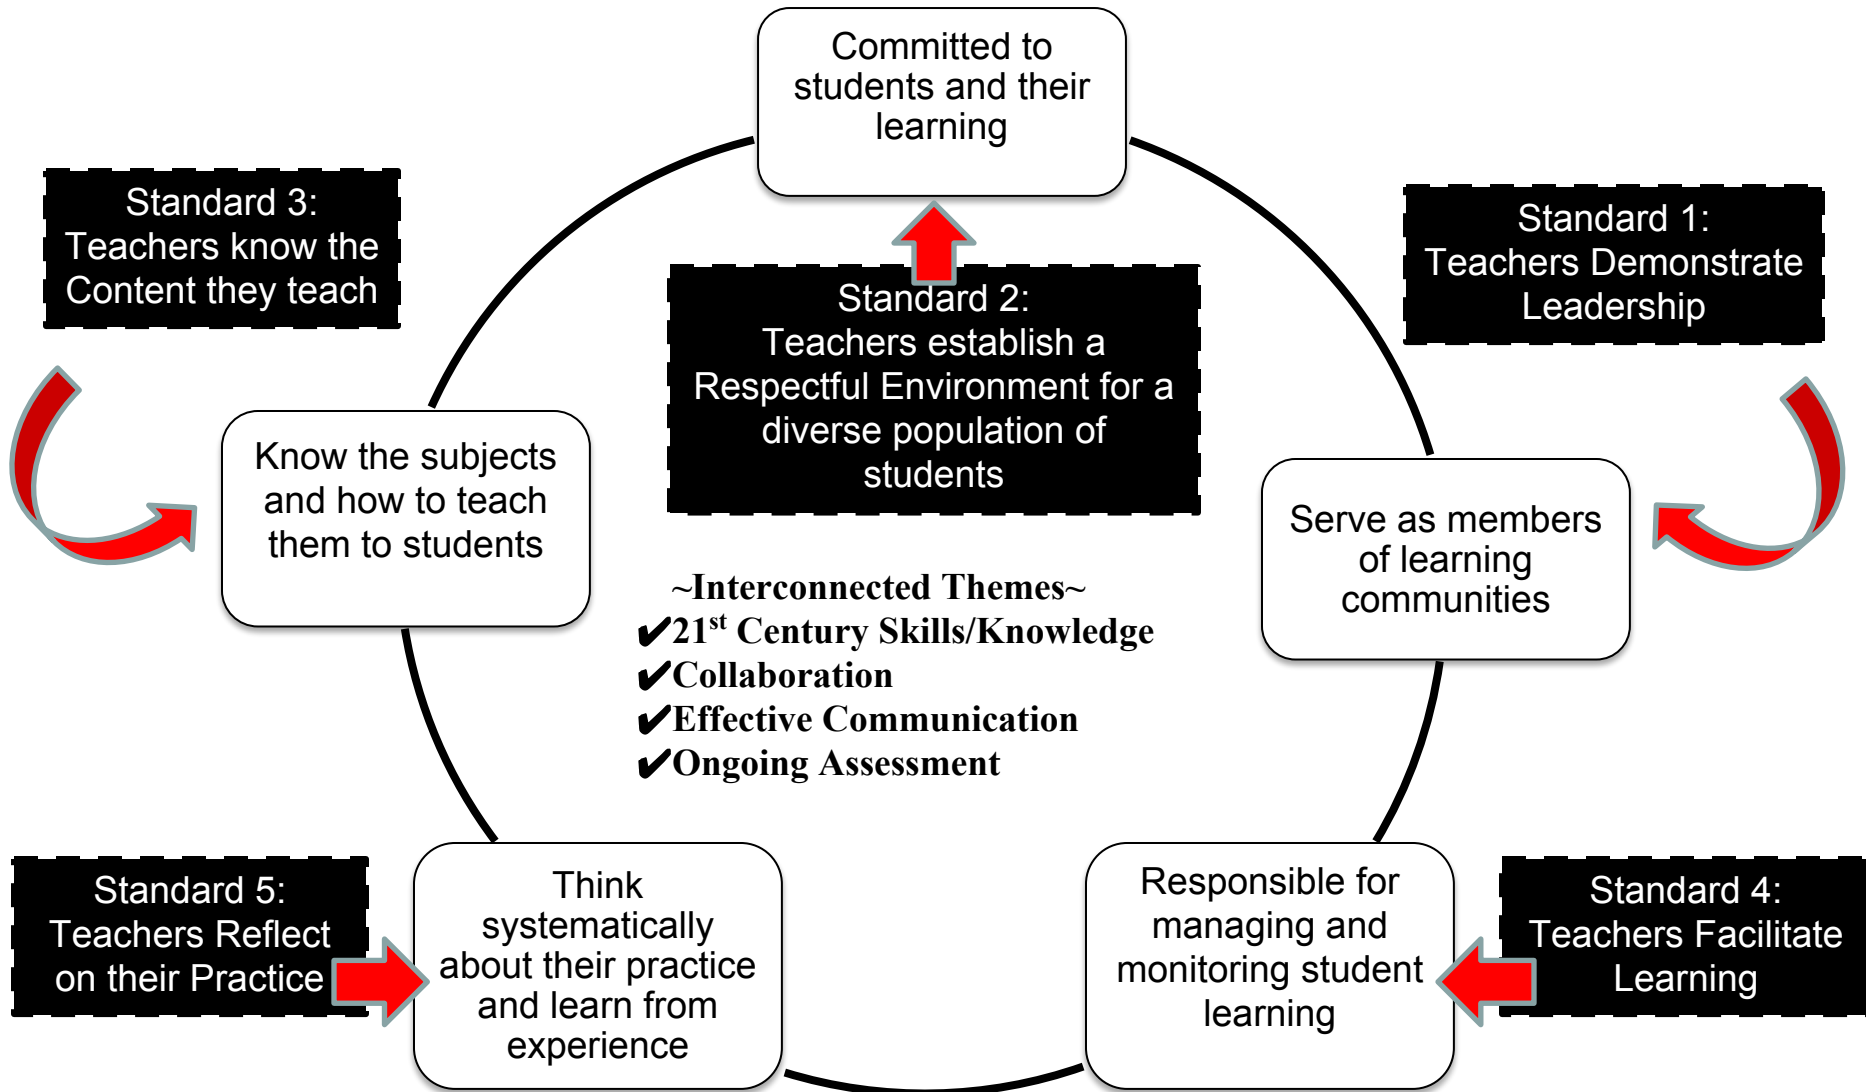 Committed to
students and their
learning
Standard 3:
Teachers know the
Content they teach
Standard 1:
Teachers Demonstrate
Leadership
Standard 2:
Teachers establish a
Respectful Environment for a
diverse population of
students
Know the subjects
and how to teach
them to students
Serve as members
of learning
communities
~Interconnected Themes~
✔21st Century Skills/Knowledge
✔Collaboration
✔Effective Communication
✔Ongoing Assessment
Standard 5:
Teachers Reflect
on their Practice
Think
systematically
about their practice
and learn from
experience
Responsible for
managing and
monitoring student
learning
Standard 4:
Teachers Facilitate
Learning